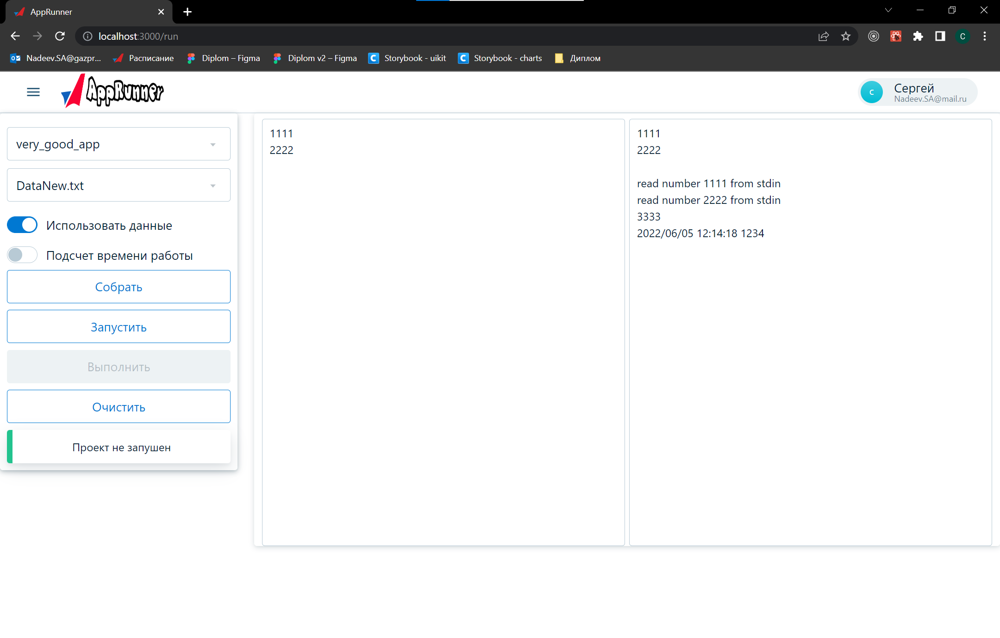 AppRunner
localhost:3000/run
Nadeev.SA@gazpr...
Расписание
Diplom – Figma
Diplom v2 – Figma
Storybook - uikit
Storybook - charts
Диплом
C
AppRunner
C
Сергей
Nadeev.SA@mail.ru
very_good_app
DataNew.txt
Использовать данные
Подсчет времени работы
Собрать
Запустить
Выполнить
Очистить
Проект не запушен
1111
2222
1111
2222
read number 1111 from stdin
read number 2222 from stdin
3333
2022/06/05 12:14:18 1234